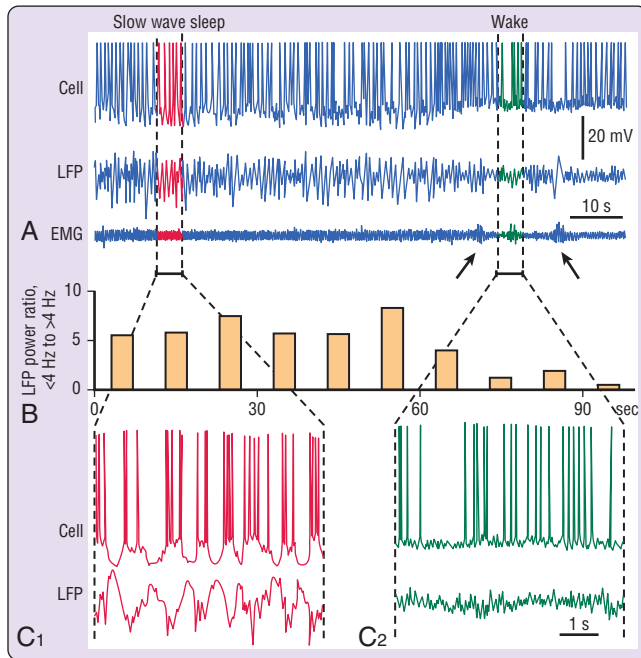 Slow wave sleep Wake
Cell
20 mV
LFP
10 s
A EMG
LFP power ratio,
<4 Hz to >4 Hz
10
5
0
B 0 30 60 90 sec
Cell
LFP
C1 C2 1 s